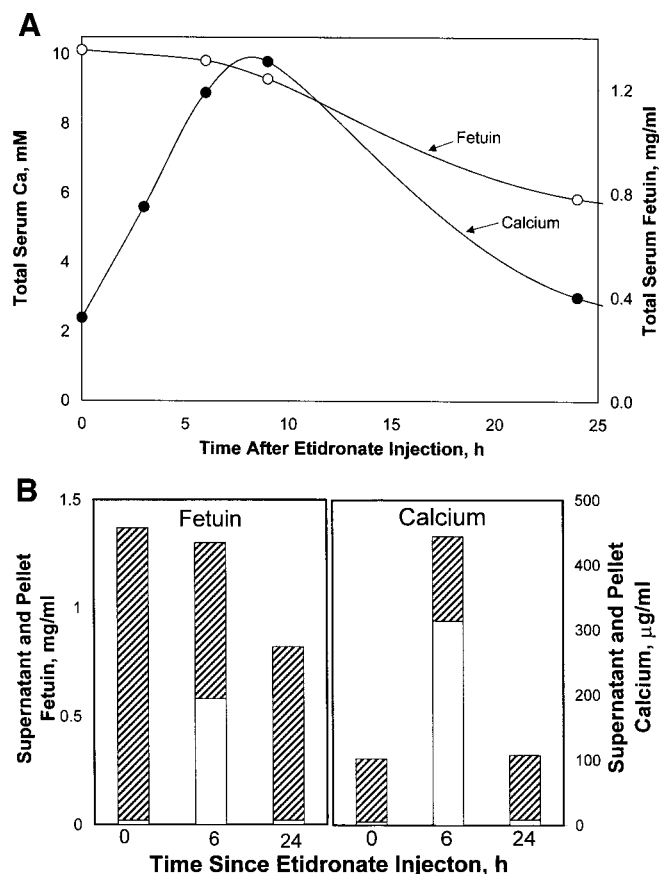 A
Total Serum Ca, mM
10
8
6
4
2
0
Fetuin
Calcium
1.2
0.8
0.4
0.0
Total Serum Fetuin, mg/ml
0
5
10
15
20
25
Time After Etidronate Injection, h
B
Supernatant and Pellet
Fetuin, mg/ml
1.5
1
0.5
0
Fetuin
Calcium
500
400
300
200
100
0
Supernatant and Pellet
Calcium, μg/ml
0
6
24
0
6
24
Time Since Etidronate Injecton, h